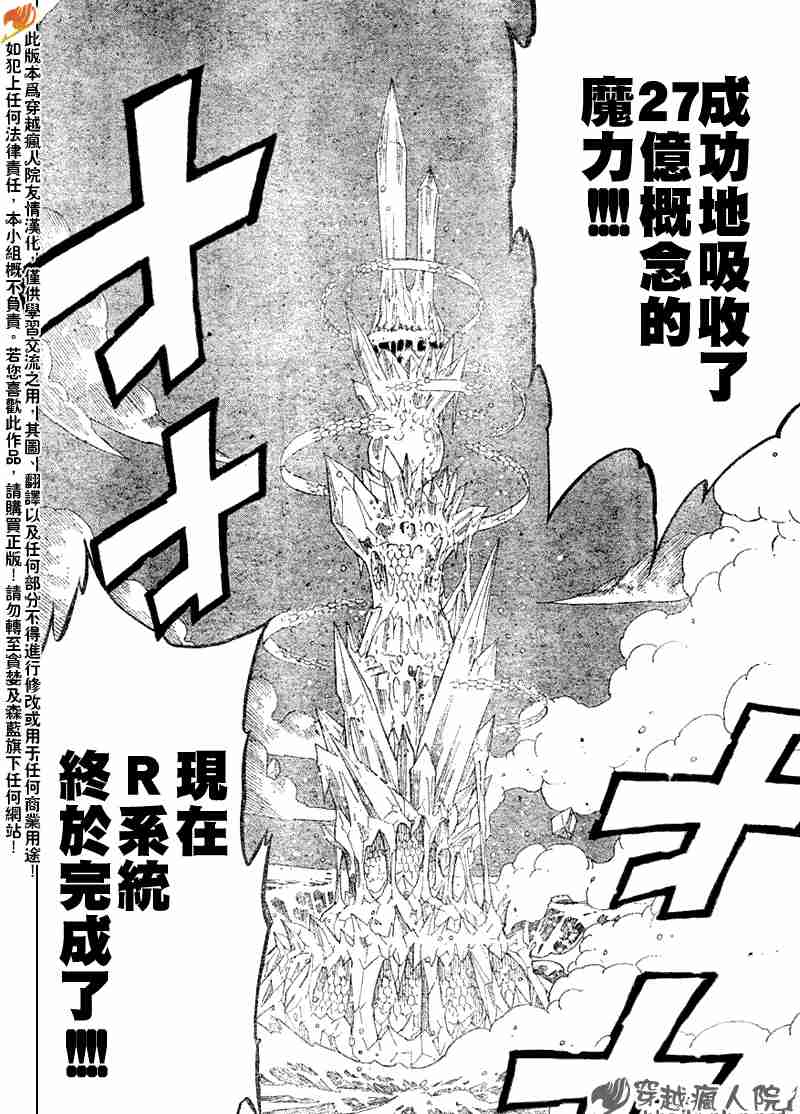 成功地吸收了
27億概念的
魔力!!!!
オ
オ
オ
オ
現在
R系統
終於完成了!!!!
此版本爲穿越瘋人院友情漢化，僅供學習交流之用！其圖、翻譯以及任何部分不得進行修改或用于任何商業用途！
如犯上任何法律責任，本小組概不負責。若您喜歡此作品，請購買正版！請勿轉至貪婪及森藍旗下任何網站！
穿越瘋人院